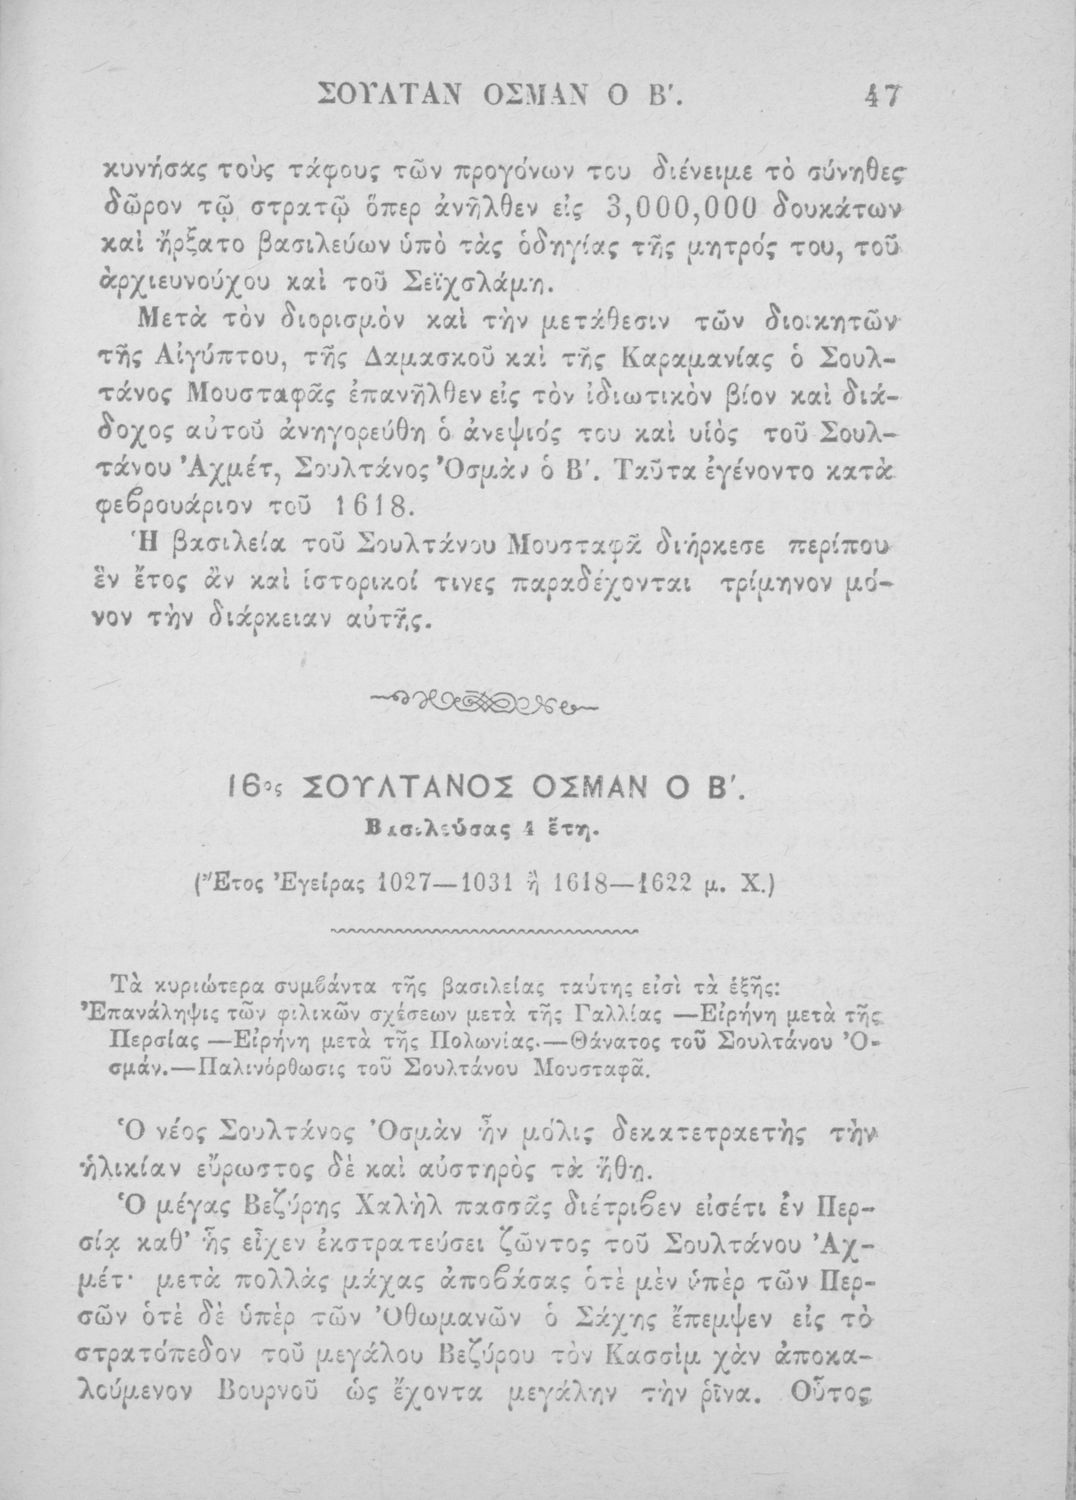 ΣΟΥΛΤΑΝ ΟΣΜΑΝ Ο Β′. 47
κυνήσας τοὺς τάφους τῶν προγόνων του διένειμε τὸ σύνηθες
δῶρον τῷ στρατῷ ὅπερ ἀνῆλθεν εἰς 3,000,000 δουκάτων
καὶ ἤρξατο βασιλεύων ὑπὸ τὰς ὁδηγίας τῆς μητρός του, τοῦ
ἀρχιευνούχου καὶ τοῦ Σεϊχσλάμη.
Μετὰ τὸν διορισμὸν καὶ τὴν μετάθεσιν τῶν διοικητῶν
τῆς Αἰγύπτου, τῆς Δαμασκοῦ καὶ τῆς Καραμανίας ὁ Σουλ-
τάνος Μουσταφᾶς ἐπανῆλθεν εἰς τὸν ἰδιωτικὸν βίον καὶ διά-
δοχος αὐτοῦ ἀνηγορεύθη ὁ ἀνεψιός του καὶ υἱὸς τοῦ Σουλ-
τάνου Ἀχμέτ, Σουλτάνος Ὀσμὰν ὁ Β′. Ταῦτα ἐγένοντο κατὰ
φεβρουάριον τοῦ 1618.
Ἡ βασιλεία τοῦ Σουλτάνου Μουσταφᾶ διήρκεσε περίπου
ἓν ἔτος ἂν καὶ ἱστορικοί τινες παραδέχονται τρίμηνον μό-
νον τὴν διάρκειαν αὐτῆς.
16ος ΣΟΥΛΤΑΝΟΣ ΟΣΜΑΝ Ο Β′.
Βασιλεύσας 4 ἔτη.
(Ἔτος Ἐγείρας 1027—1031 ἢ 1618—1622 μ. Χ.)
Τὰ κυριώτερα συμβάντα τῆς βασιλείας ταύτης εἰσὶ τὰ ἑξῆς:
Ἐπανάληψις τῶν φιλικῶν σχέσεων μετὰ τῆς Γαλλίας —Εἰρήνη μετὰ τῆς
Περσίας —Εἰρήνη μετὰ τῆς Πολωνίας.—Θάνατος τοῦ Σουλτάνου Ὀ-
σμάν.—Παλινόρθωσις τοῦ Σουλτάνου Μουσταφᾶ.
Ὁ νέος Σουλτάνος Ὀσμὰν ἦν μόλις δεκατετραετὴς τὴν
ἡλικίαν εὔρωστος δὲ καὶ αὐστηρὸς τὰ ἤθη.
Ὁ μέγας Βεζύρης Χαλὴλ πασσᾶς διέτριβεν εἰσέτι ἐν Περ-
σίᾳ καθ’ ἧς εἶχεν ἐκστρατεύσει ζῶντος τοῦ Σουλτάνου Ἀχ-
μέτ· μετὰ πολλὰς μάχας ἀποβάσας ὁτὲ μὲν ὑπὲρ τῶν Περ-
σῶν ὁτὲ δὲ ὑπὲρ τῶν Ὀθωμανῶν ὁ Σάχης ἔπεμψεν εἰς τὸ
στρατόπεδον τοῦ μεγάλου Βεζύρου τὸν Κασσὶμ χὰν ἀποκα-
λούμενον Βουρνοῦ ὡς ἔχοντα μεγάλην τὴν ῥῖνα. Οὗτος